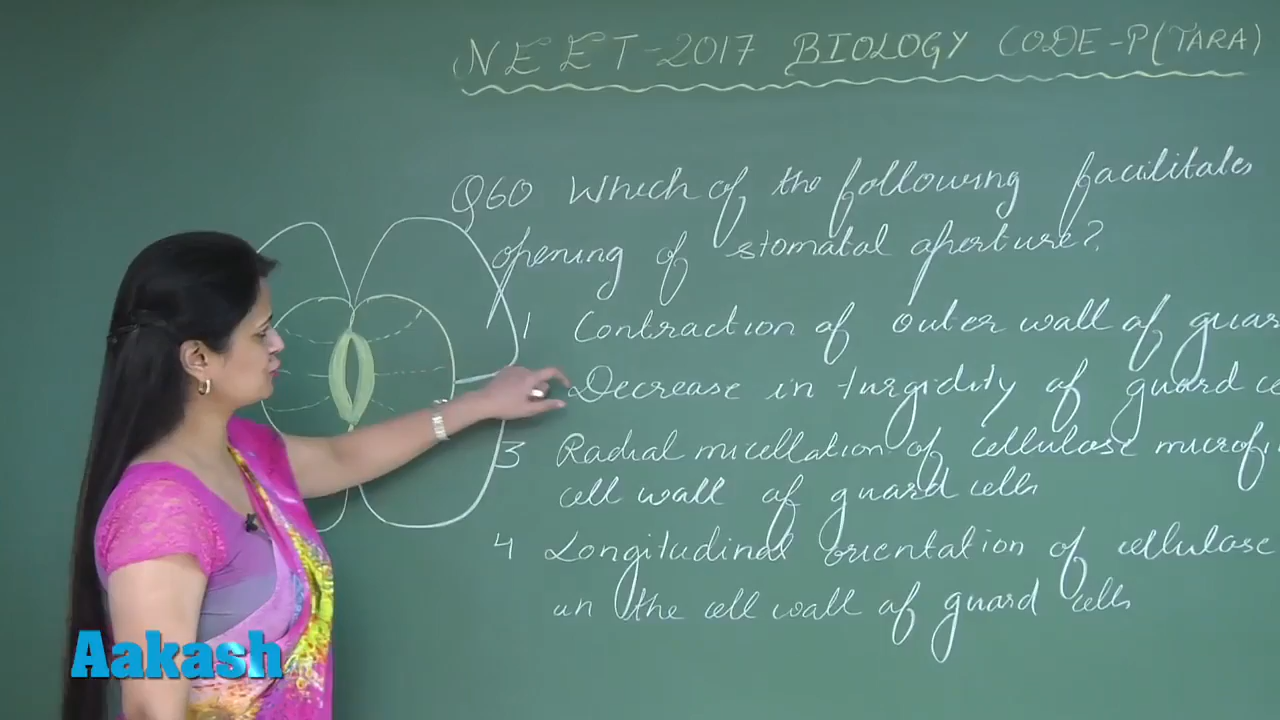 NEET-2017 BIOLOGY CODE-P(TARA)
Q60 Which of the following facilitates
opening of stomatal aperture?
1 Contraction of outer wall of guar
Decrease in turgidity of guard ce
3 Radial micellation of cellulose microfi
cell wall of guard cells
4 Longitudinal orientation of cellulose
in the cell wall of guard cells
Aakash